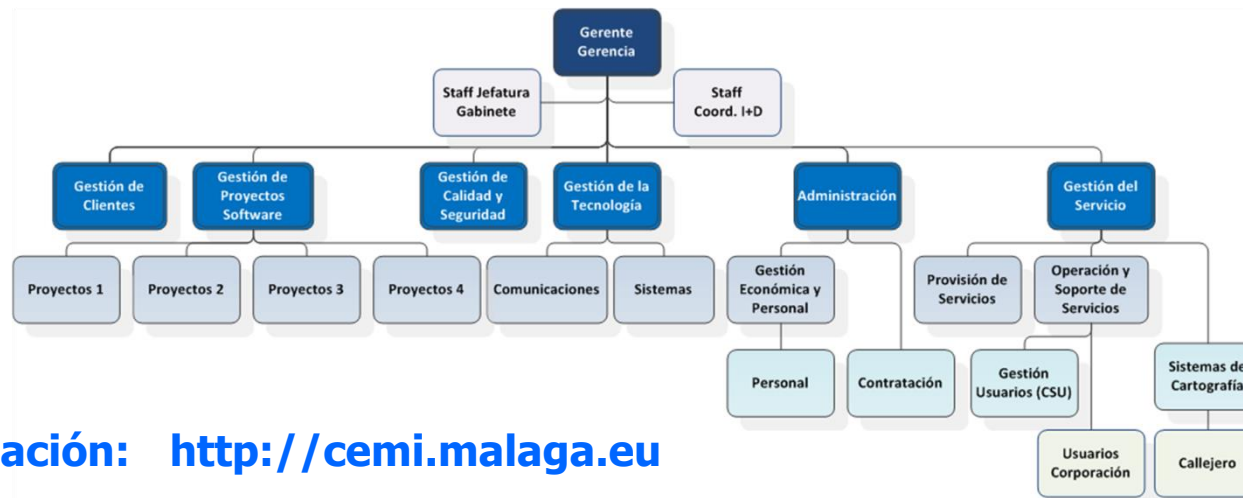 Gerente
Gerencia
Staff Jefatura
Gabinete
Staff
Coord. I+D
Gestión de
Clientes
Gestión de
Proyectos
Software
Gestión de
Calidad y
Seguridad
Gestión de la
Tecnología
Administración
Gestión del
Servicio
Proyectos 1
Proyectos 2
Proyectos 3
Proyectos 4
Comunicaciones
Sistemas
Gestión
Económica y
Personal
Provisión de
Servicios
Operación y
Soporte de
Servicios
Personal
Contratación
Gestión
Usuarios (CSU)
Sistemas de
Cartografía
Usuarios
Corporación
Callejero
ación: http://cemi.malaga.eu